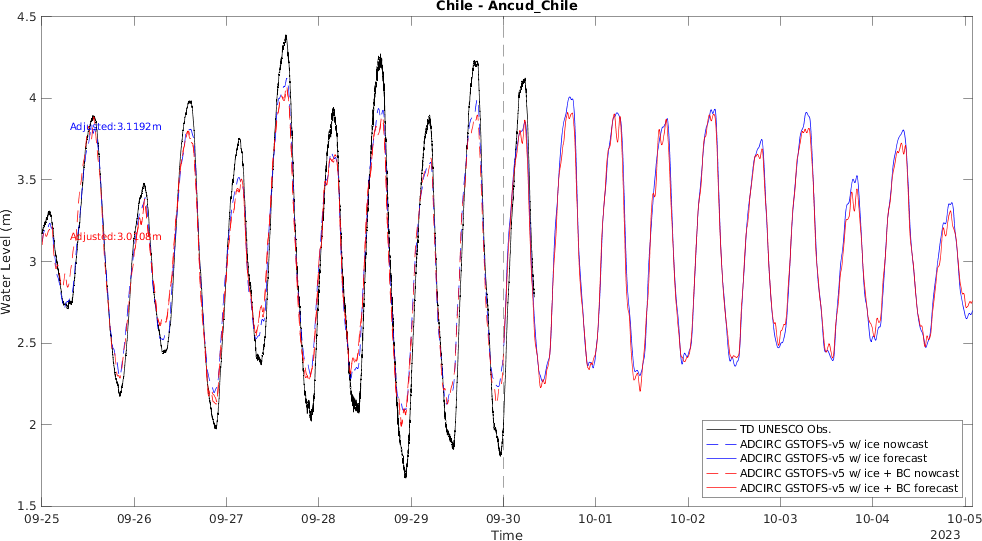 Chile - Ancud_Chile
4.5
4
3.5
3
2.5
2
1.5
Water Level (m)
Adjusted:3.1192m
Adjusted:3.0108m
TD UNESCO Obs.
ADCIRC GSTOFS-v5 w/ ice nowcast
ADCIRC GSTOFS-v5 w/ ice forecast
ADCIRC GSTOFS-v5 w/ ice + BC nowcast
ADCIRC GSTOFS-v5 w/ ice + BC forecast
09-25 09-26 09-27 09-28 09-29 09-30 10-01 10-02 10-03 10-04 10-05
Time
2023